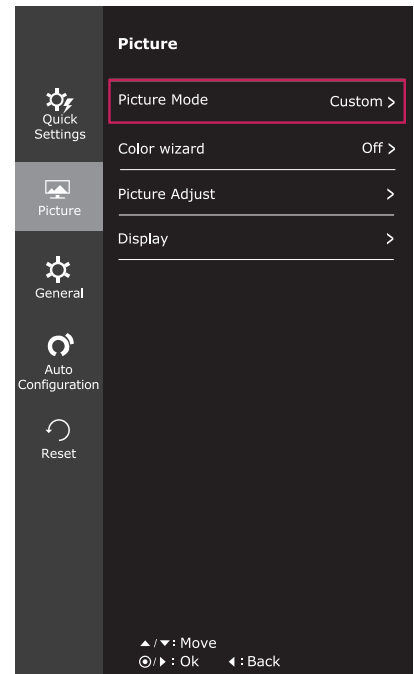 Picture
Quick
Settings
Picture
General
Auto
Configuration
Reset
Picture Mode Custom >
Color wizard Off >
Picture Adjust >
Display >
▲/▼: Move
◉/▶ : Ok ◀ : Back